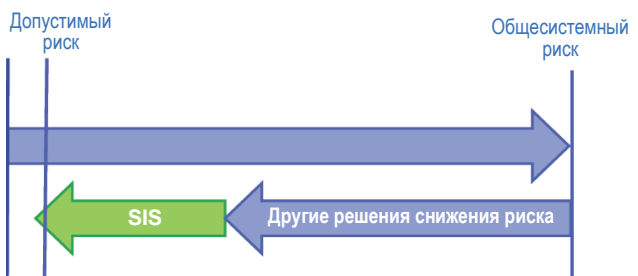 Допустимый
риск
Общесистемный
риск
SIS
Другие решения снижения риска